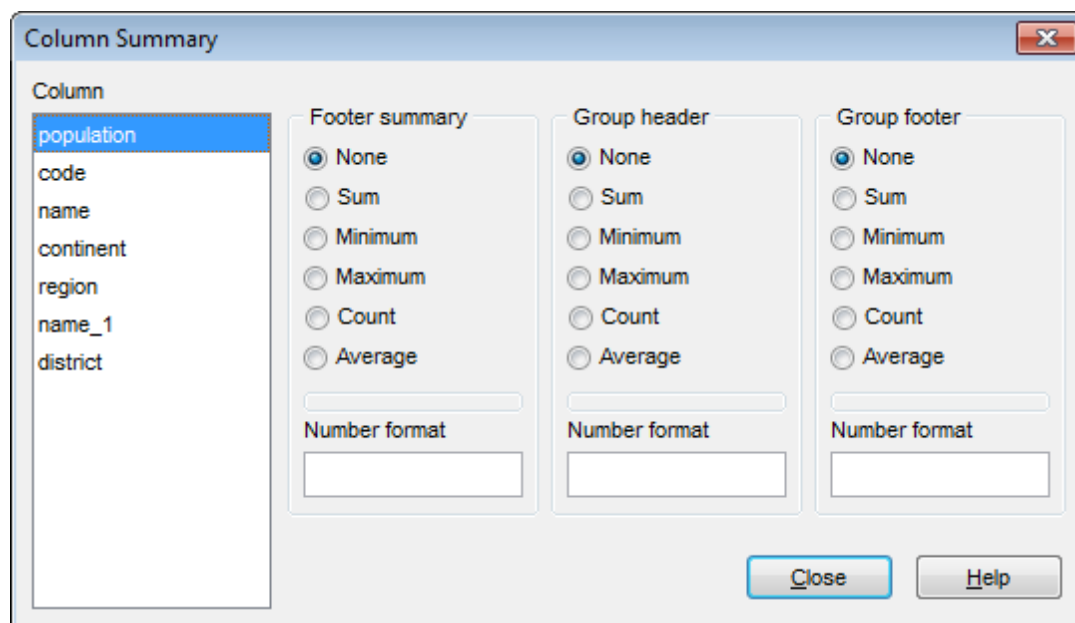 Column Summary
Column
population
code
name
continent
region
name_1
district
Footer summary
None
Sum
Minimum
Maximum
Count
Average
Number format
Group header
None
Sum
Minimum
Maximum
Count
Average
Number format
Group footer
None
Sum
Minimum
Maximum
Count
Average
Number format
Close
Help